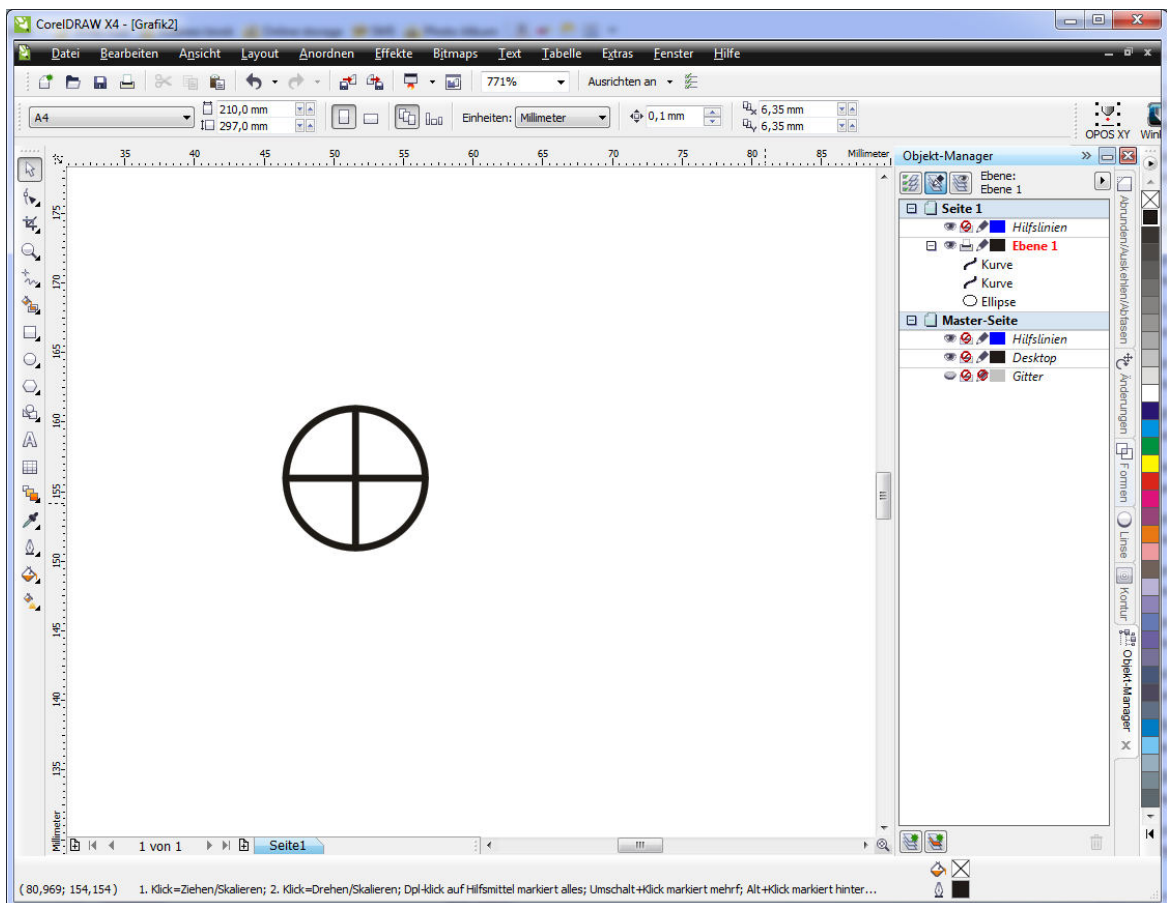 CorelDRAW X4 - [Grafik2]
Datei Bearbeiten Ansicht Layout Anordnen Effekte Bitmaps Text Tabelle Extras Fenster Hilfe
771% Ausrichten an
A4 210,0 mm 297,0 mm Einheiten: Millimeter 0,1 mm 6,35 mm 6,35 mm
OPOS XY
35 40 45 50 55 60 65 70 75 80 85 Millimeter
175
170
165
160
155
150
145
140
135
Millimeter
Objekt-Manager
Ebene:
Ebene 1
Seite 1
Hilfslinien
Ebene 1
Kurve
Kurve
Ellipse
Master-Seite
Hilfslinien
Desktop
Gitter
Abrunden/Auskehlen/Abfasen
Änderungen
Formen
Linse
Kontur
Objekt-Manager
1 von 1 Seite1
(80,969; 154,154) 1. Klick=Ziehen/Skalieren; 2. Klick=Drehen/Skalieren; Dpl-klick auf Hilfsmittel markiert alles; Umschalt+Klick markiert mehrf; Alt+Klick markiert hinter...